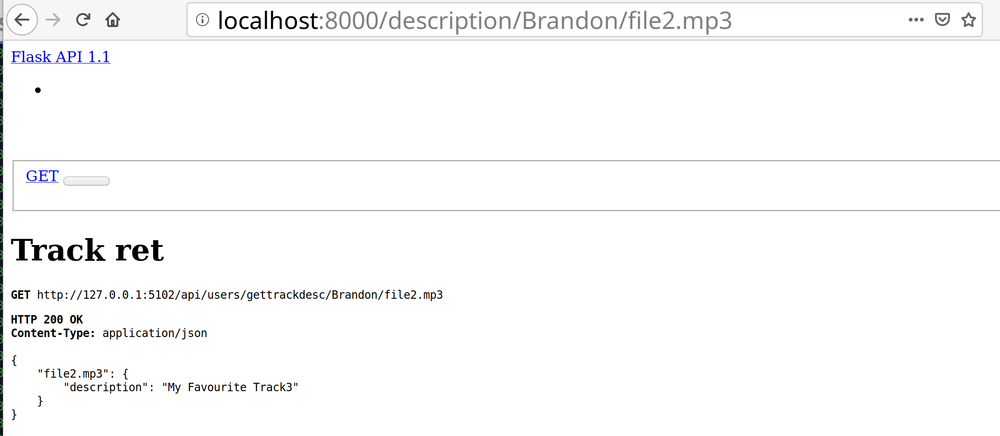 localhost:8000/description/Brandon/file2.mp3
Flask API 1.1
GET
Track ret
GET http://127.0.0.1:5102/api/users/gettrackdesc/Brandon/file2.mp3
HTTP 200 OK
Content-Type: application/json
{
    "file2.mp3": {
        "description": "My Favourite Track3"
    }
}